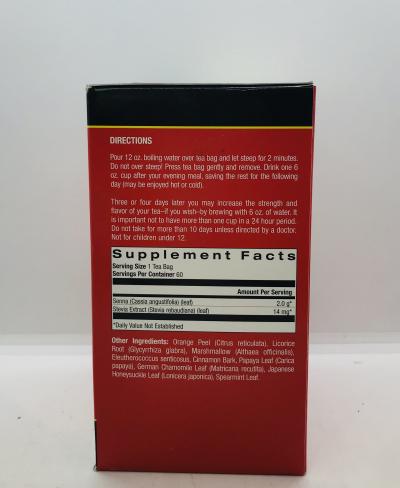 DIRECTIONS
Pour 12 oz. boiling water over tea bag and let steep for 2 minutes.
Do not over steep! Press tea bag gently and remove. Drink one 6
oz. cup after your evening meal, saving the rest for the following
day (may be enjoyed hot or cold).
Three or four days later you may increase the strength and
flavor of your tea–if you wish–by brewing with 6 oz. of water. It
is important not to have more than one cup in a 24 hour period.
Do not take for more than 10 days unless directed by a doctor.
Not for children under 12.
Supplement Facts
Serving Size 1 Tea Bag
Servings Per Container 60
Amount Per Serving
Senna (Cassia angustifolia) (leaf) 2.0 g*
Stevia Extract (Stevia rebaudiana) (leaf) 14 mg*
*Daily Value Not Established
Other Ingredients: Orange Peel (Citrus reticulata), Licorice
Root (Glycyrrhiza glabra), Marshmallow (Althaea officinalis),
Eleutherococcus senticosus, Cinnamon Bark, Papaya Leaf (Carica
papaya), German Chamomile Leaf (Matricaria recutita), Japanese
Honeysuckle Leaf (Lonicera japonica), Spearmint Leaf.